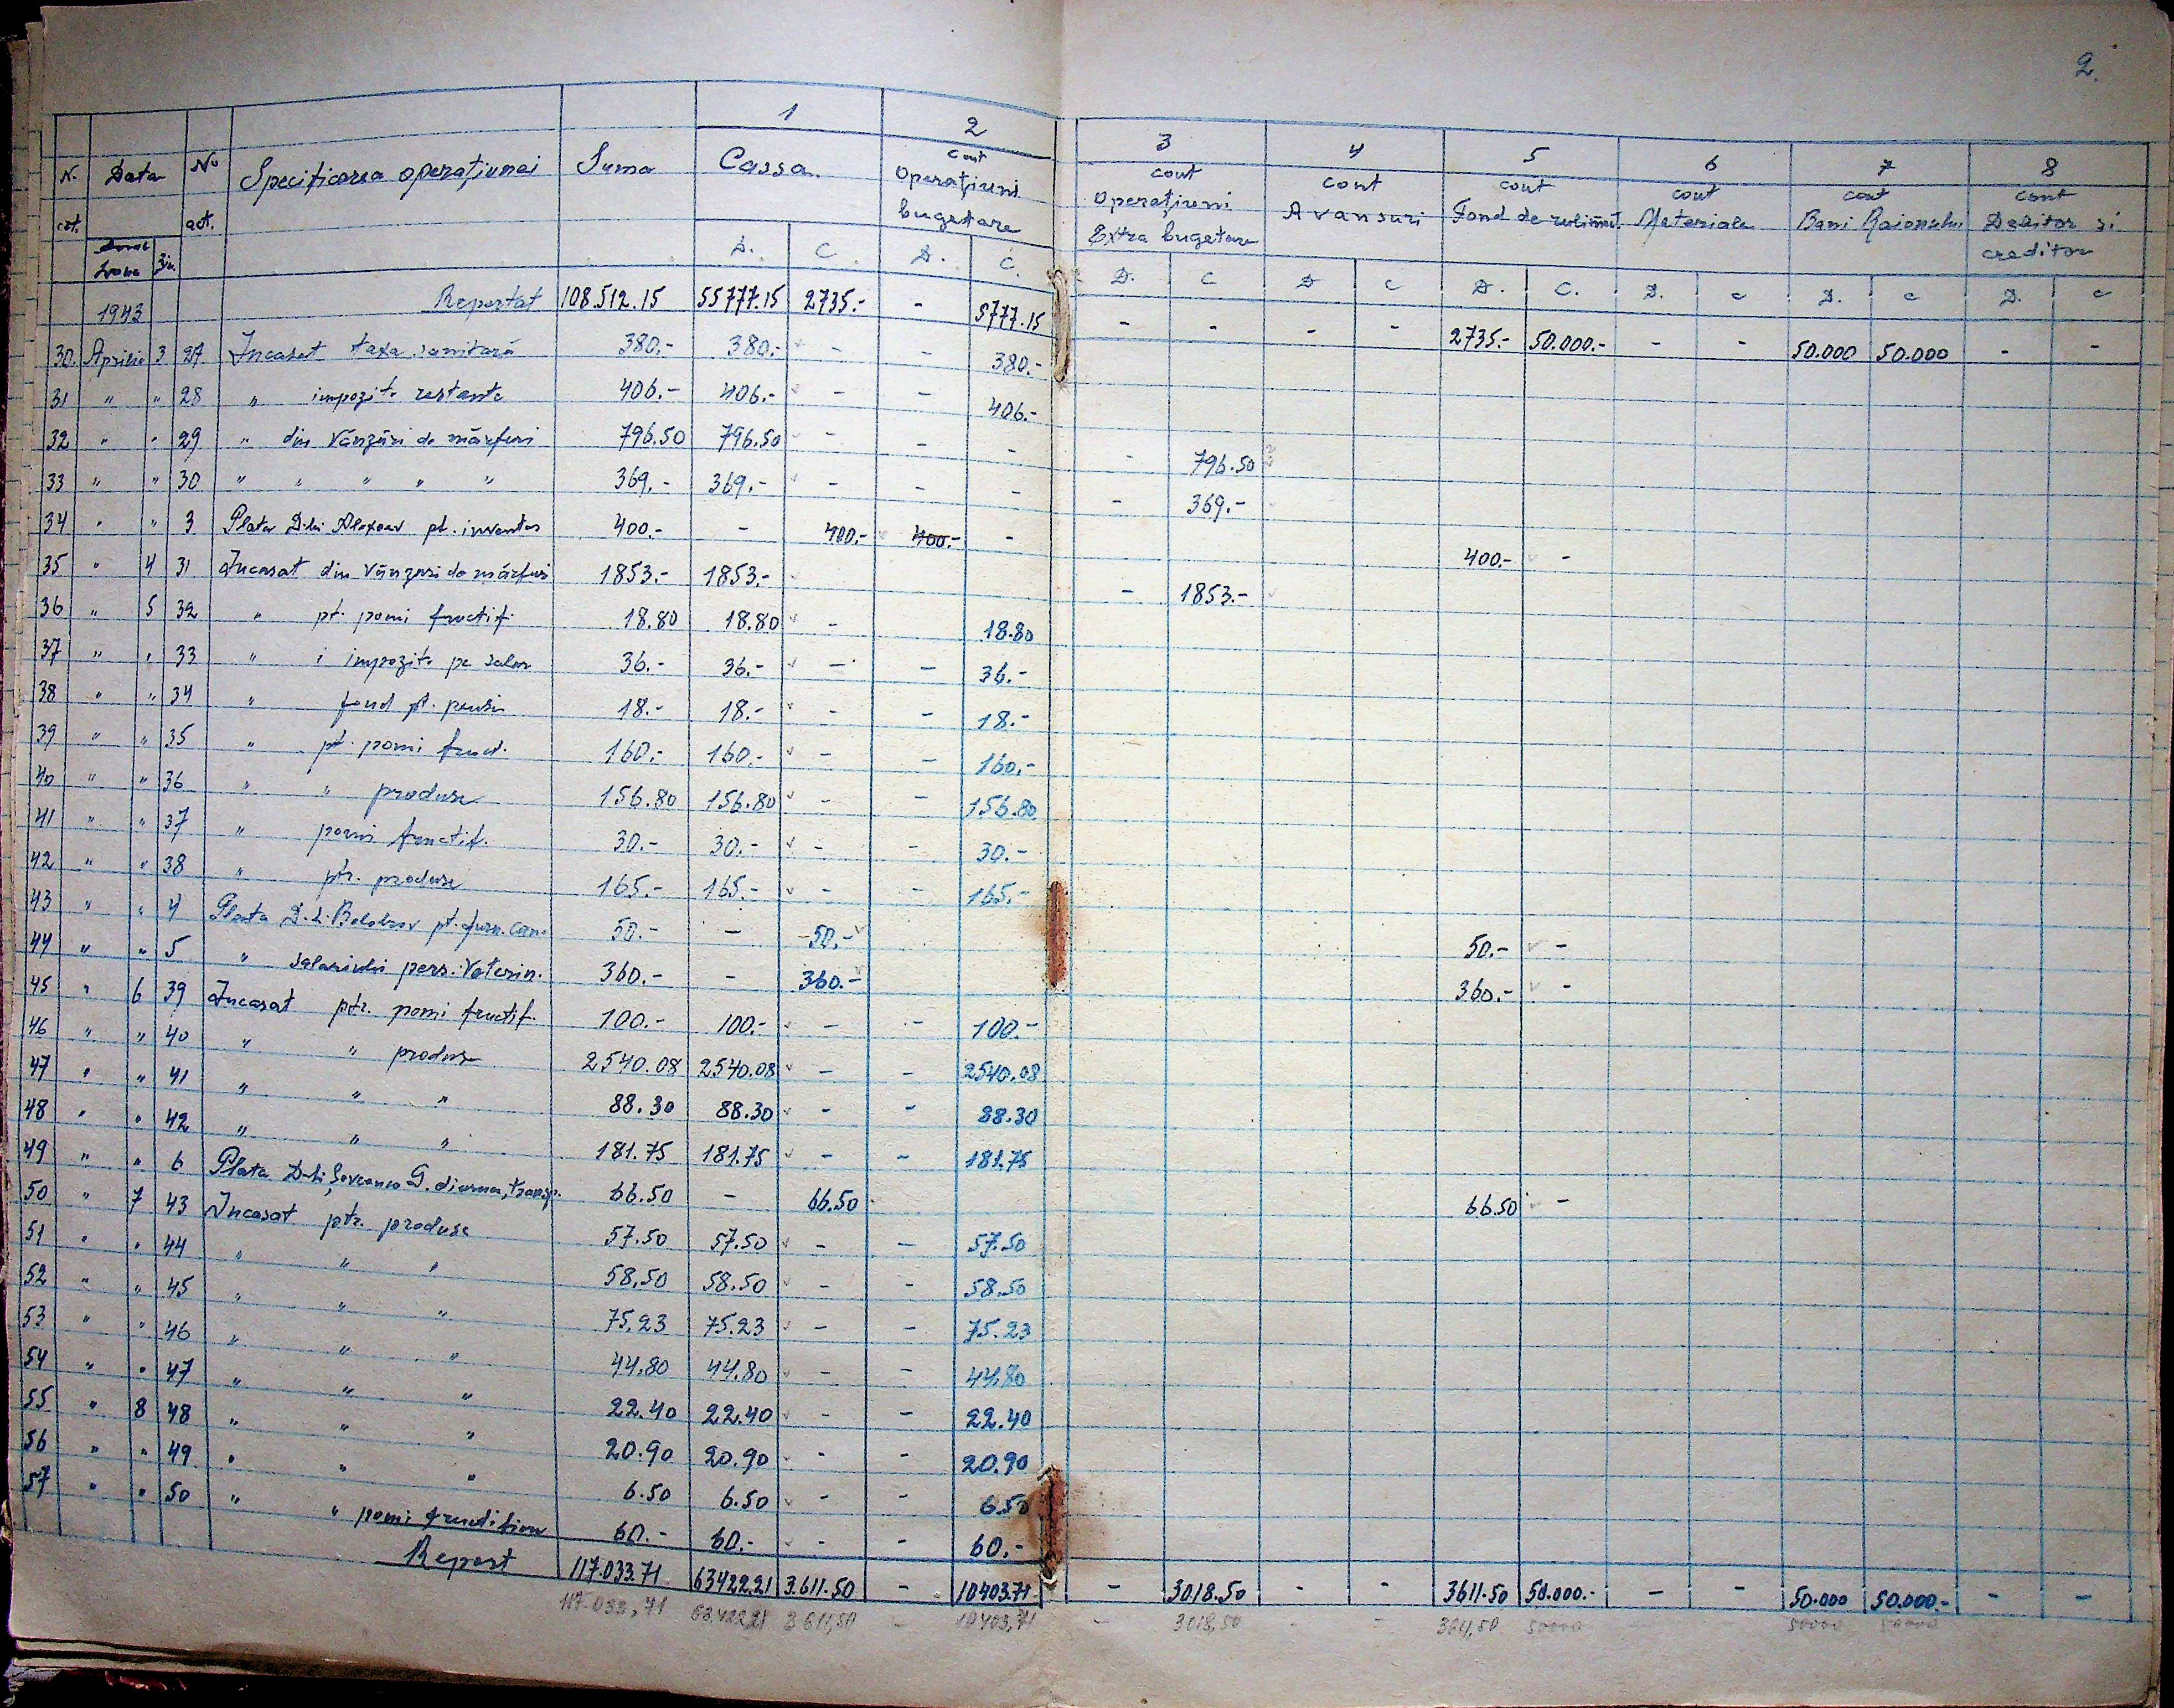 2.
1 2 3 4 5 6 7 8
N. crt. Data No act. Specificarea operațiunei Suma Cassa. cont operațiuni bugetare cont operațiuni Extra bugetare cont Avansuri cont Fond de rulment. cont Materiale cont Bani Raionului cont Debitor si creditor
Ziu. D. C. D. C. D. C D c D. C. D. c D. c D. c
1943 Reportat 108.512.15 55777.15 2735.- - 5777.15 - - - - 2735.- 50.000.- - - 50.000 50.000 - -
30. Aprilie 3 27 Incasat taxa sanitară 380.- 380.- - - 380.-
31 " " 28 " impozite restante 406.- 406.- - - 406.-
32 " " 29 " din vânzări de mărfuri 796.50 796.50 - - - - 796.50
33 " " 30 " " " " " 369.- 369.- - - - - 369.-
34 " " 3 Plata D-lui pt. inventar 400.- - 400.- 400.- - 400.- -
35 " 4 31 Incasat din vânzari de mărfuri 1853.- 1853.- - - 1853.-
36 " 5 32 " pt. pomi fructif. 18.80 18.80 - 18.80
37 " " 33 " impozite pe salar 36.- 36.- - - 36.-
38 " " 34 " fond pt. pensii 18.- 18.- - - 18.-
39 " " 35 " pt. pomi fruct. 160.- 160.- - - 160.-
40 " " 36 " " produse 156.80 156.80 - - 156.80
41 " " 37 " pomi fructif. 30.- 30.- - - 30.-
42 " " 38 " ptr. produse 165.- 165.- - - 165.-
43 " " 4 Plata pt. 50.- - 50.- 50.- -
44 " " 5 " salariului pers. Veterin. 360.- - 360.- 360.- -
45 " 6 39 Incasat ptr. pomi fructif. 100.- 100.- - - 100.-
46 " " 40 " " produse 2540.08 2540.08 - - 2540.08
47 " " 41 " " " 88.30 88.30 - - 88.30
48 " " 42 " " " 181.75 181.75 - - 181.75
49 " " 6 Plata D-lui G. diurna, transp. 66.50 - 66.50 66.50 -
50 " 7 43 Incasat ptr. produse 57.50 57.50 - - 57.50
51 " " 44 " " " 58.50 58.50 - - 58.50
52 " " 45 " " " 75.23 75.23 - - 75.23
53 " " 46 " " " 44.80 44.80 - - 44.80
54 " " 47 " " " 22.40 22.40 - - 22.40
55 " 8 48 " " " 20.90 20.90 - - 20.90
56 " " 49 " " " 6.50 6.50 - - 6.50
57 " " 50 " " pomi 60.- 60.- - - 60.-
Report 117.033.71 63422.21 3.611.50 - 10403.71 - 3018.50 - - 3611.50 50.000.- - - 50.000 50.000.- - -
117.033,71 63.422,21 3611,50 - 10403,71 - 3018,50 - - 3611,50 50000 50000 50000